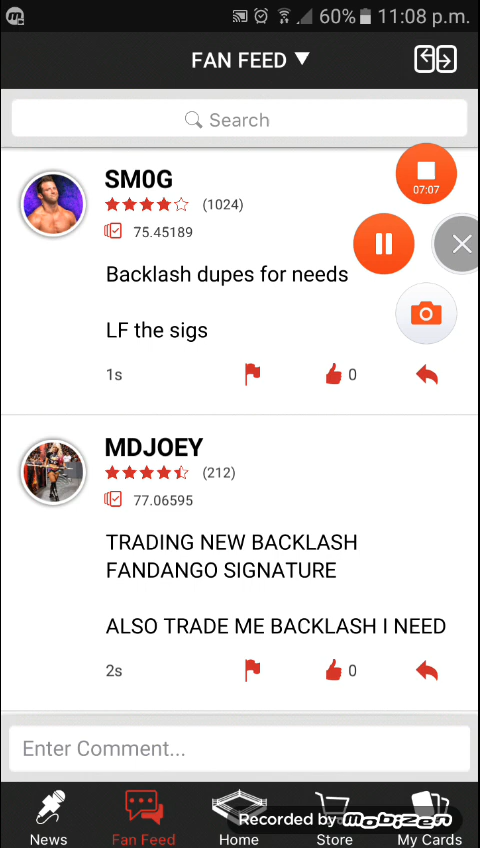 60% 11:08 p.m.
FAN FEED ▼
Search
SM0G
(1024)
75.45189
Backlash dupes for needs
LF the sigs
1s
0
07:07
MDJOEY
(212)
77.06595
TRADING NEW BACKLASH
FANDANGO SIGNATURE
ALSO TRADE ME BACKLASH I NEED
2s
0
Enter Comment...
Recorded by Mobizen
News Fan Feed Home Store My Cards